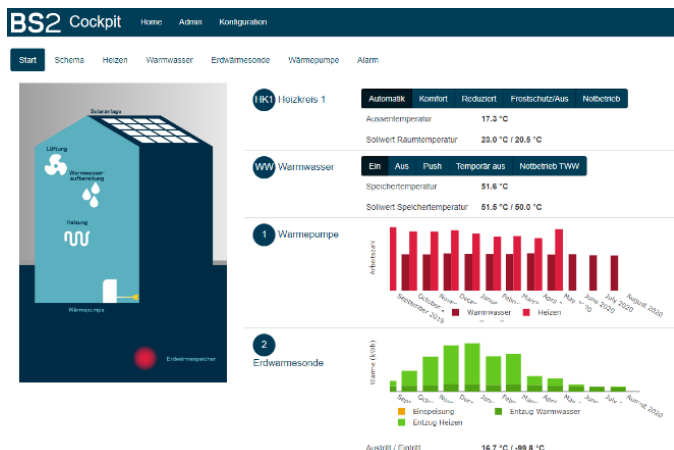 BS2 Cockpit Home Admin Konfiguration
Start Schema Heizen Warmwasser Erdwärmesonde Wärmepumpe Alarm
Solaranlage
Lüftung
Warmwasser-
aufbereitung
Heizung
Wärmepumpe
Erdwärmespeicher
HK1 Heizkreis 1
Automatik Komfort Reduziert Frostschutz/Aus Notbetrieb
Aussentemperatur 17.3 °C
Sollwert Raumtemperatur 23.0 °C / 20.5 °C
WW Warmwasser
Ein Aus Push Temporär aus Notbetrieb TWW
Speichertemperatur 51.6 °C
Sollwert Speichertemperatur 51.5 °C / 50.0 °C
1 Wärmepumpe
Arbeitszahl
September 2019
June 2020
July 2020
August 2020
Warmwasser Heizen
2
Erdwärmesonde
Wärme (kWh)
August, 2020
Einspeisung Entzug Warmwasser
Entzug Heizen
Austritt / Eintritt 16.7 °C / -99.8 °C